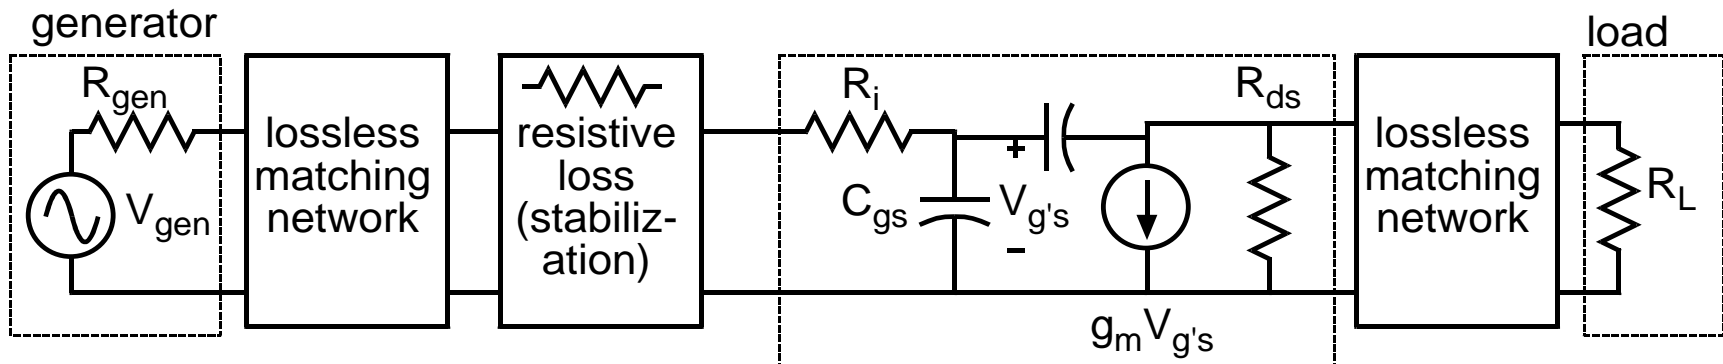 generator
load
R_gen
V_gen
lossless
matching
network
resistive
loss
(stabiliz-
ation)
R_i
C_gs
+
V_g's
−
g_mV_g's
R_ds
lossless
matching
network
R_L